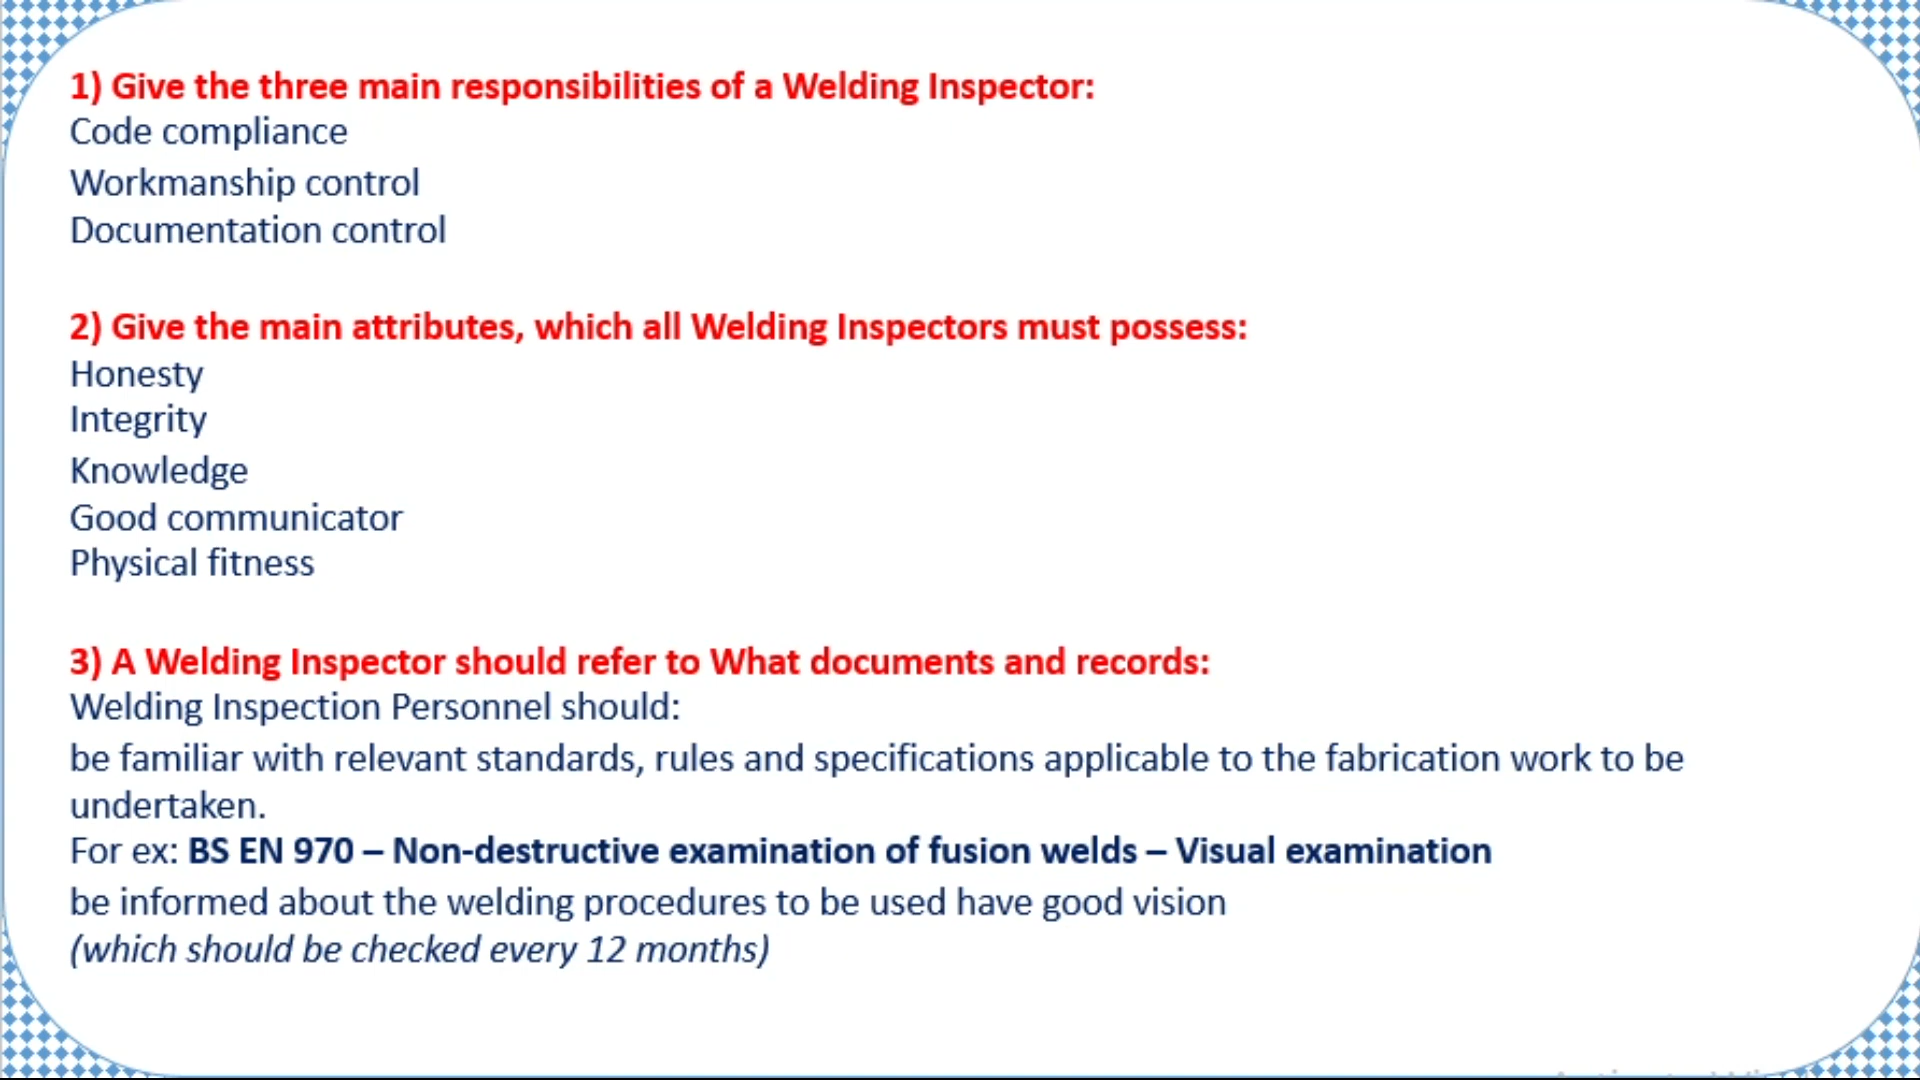 1) Give the three main responsibilities of a Welding Inspector:
Code compliance
Workmanship control
Documentation control
2) Give the main attributes, which all Welding Inspectors must possess:
Honesty
Integrity
Knowledge
Good communicator
Physical fitness
3) A Welding Inspector should refer to What documents and records:
Welding Inspection Personnel should:
be familiar with relevant standards, rules and specifications applicable to the fabrication work to be
undertaken.
For ex: BS EN 970 – Non-destructive examination of fusion welds – Visual examination
be informed about the welding procedures to be used have good vision
(which should be checked every 12 months)